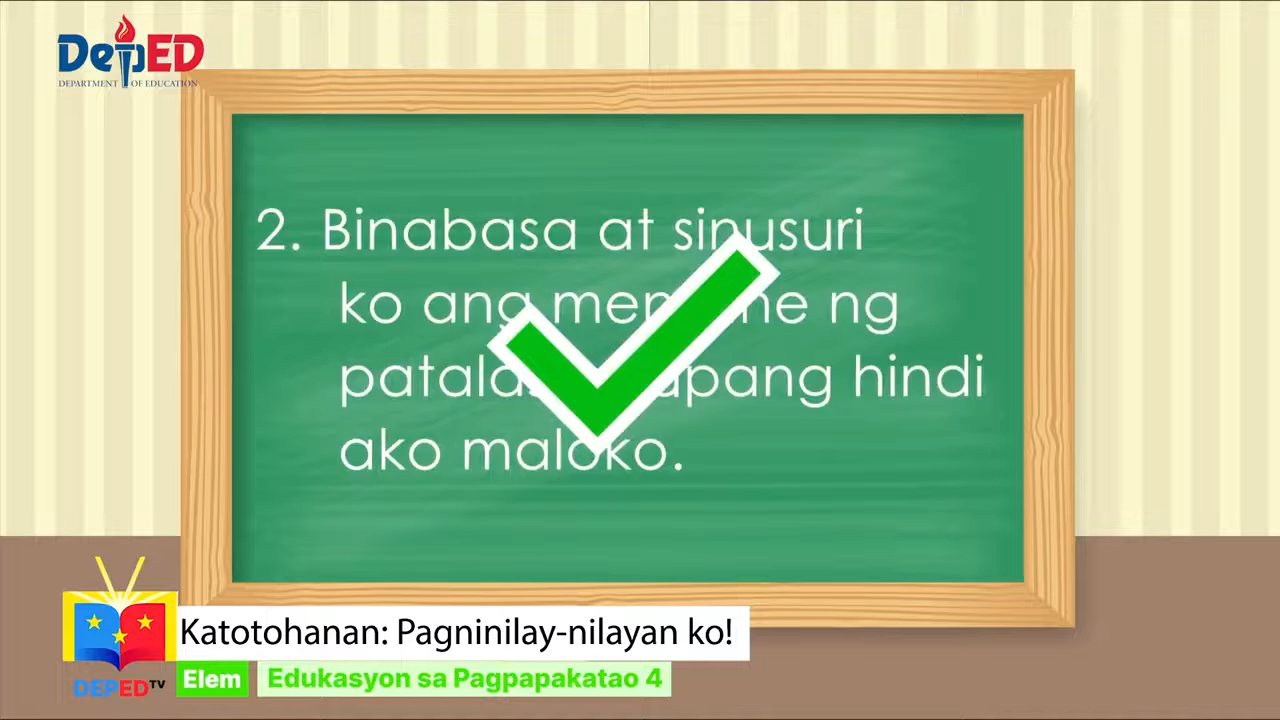 DepED
DEPARTMENT OF EDUCATION
2. Binabasa at sinusuri
ko ang ng
hindi
ako maloko.
Katotohanan: Pagninilay-nilayan ko!
Elem Edukasyon sa Pagpapakatao 4
DEPED TV